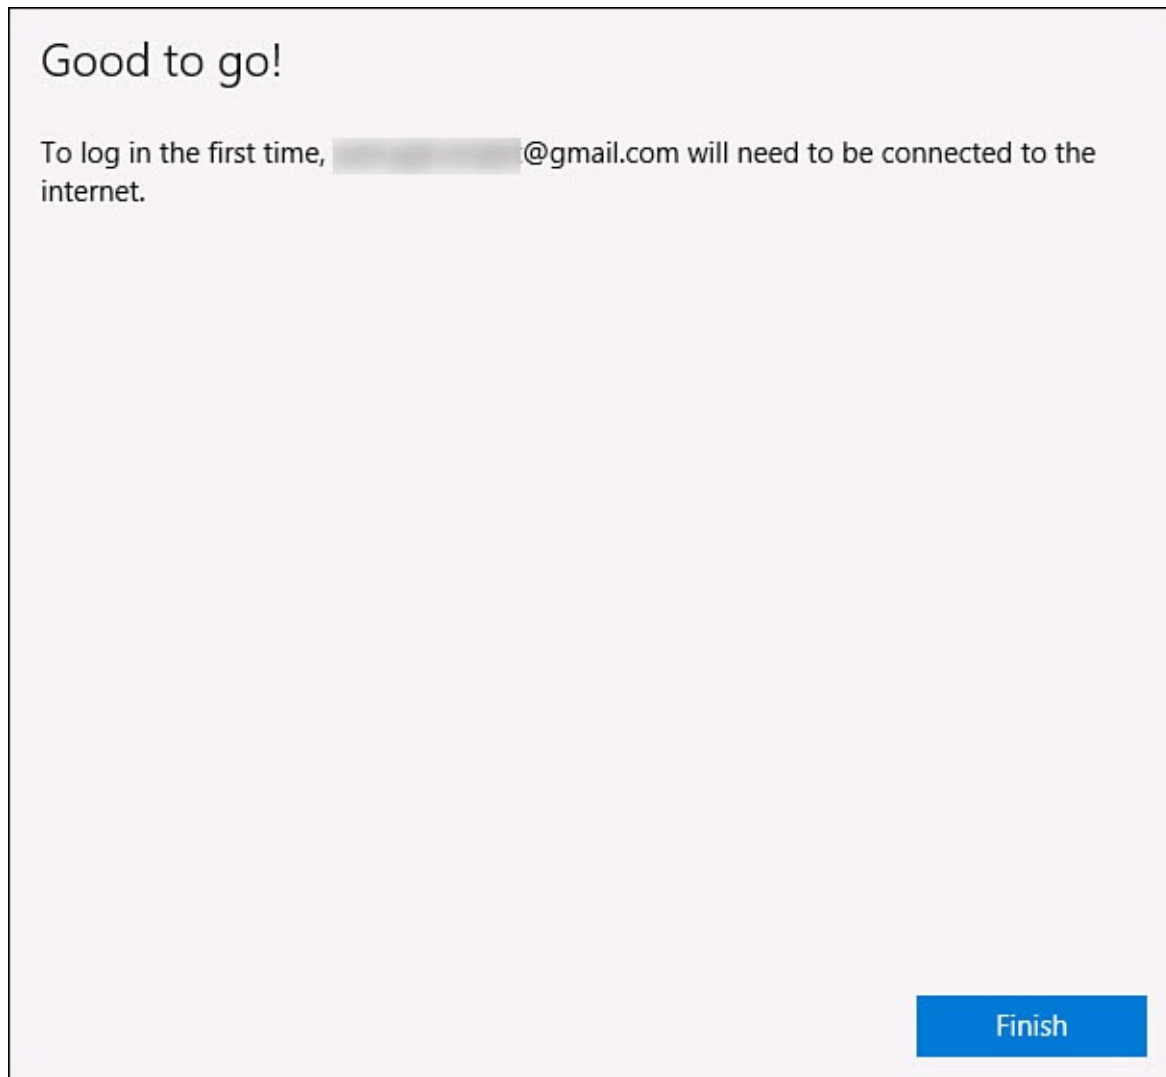 Good to go!
To log in the first time, @gmail.com will need to be connected to the
internet.
Finish